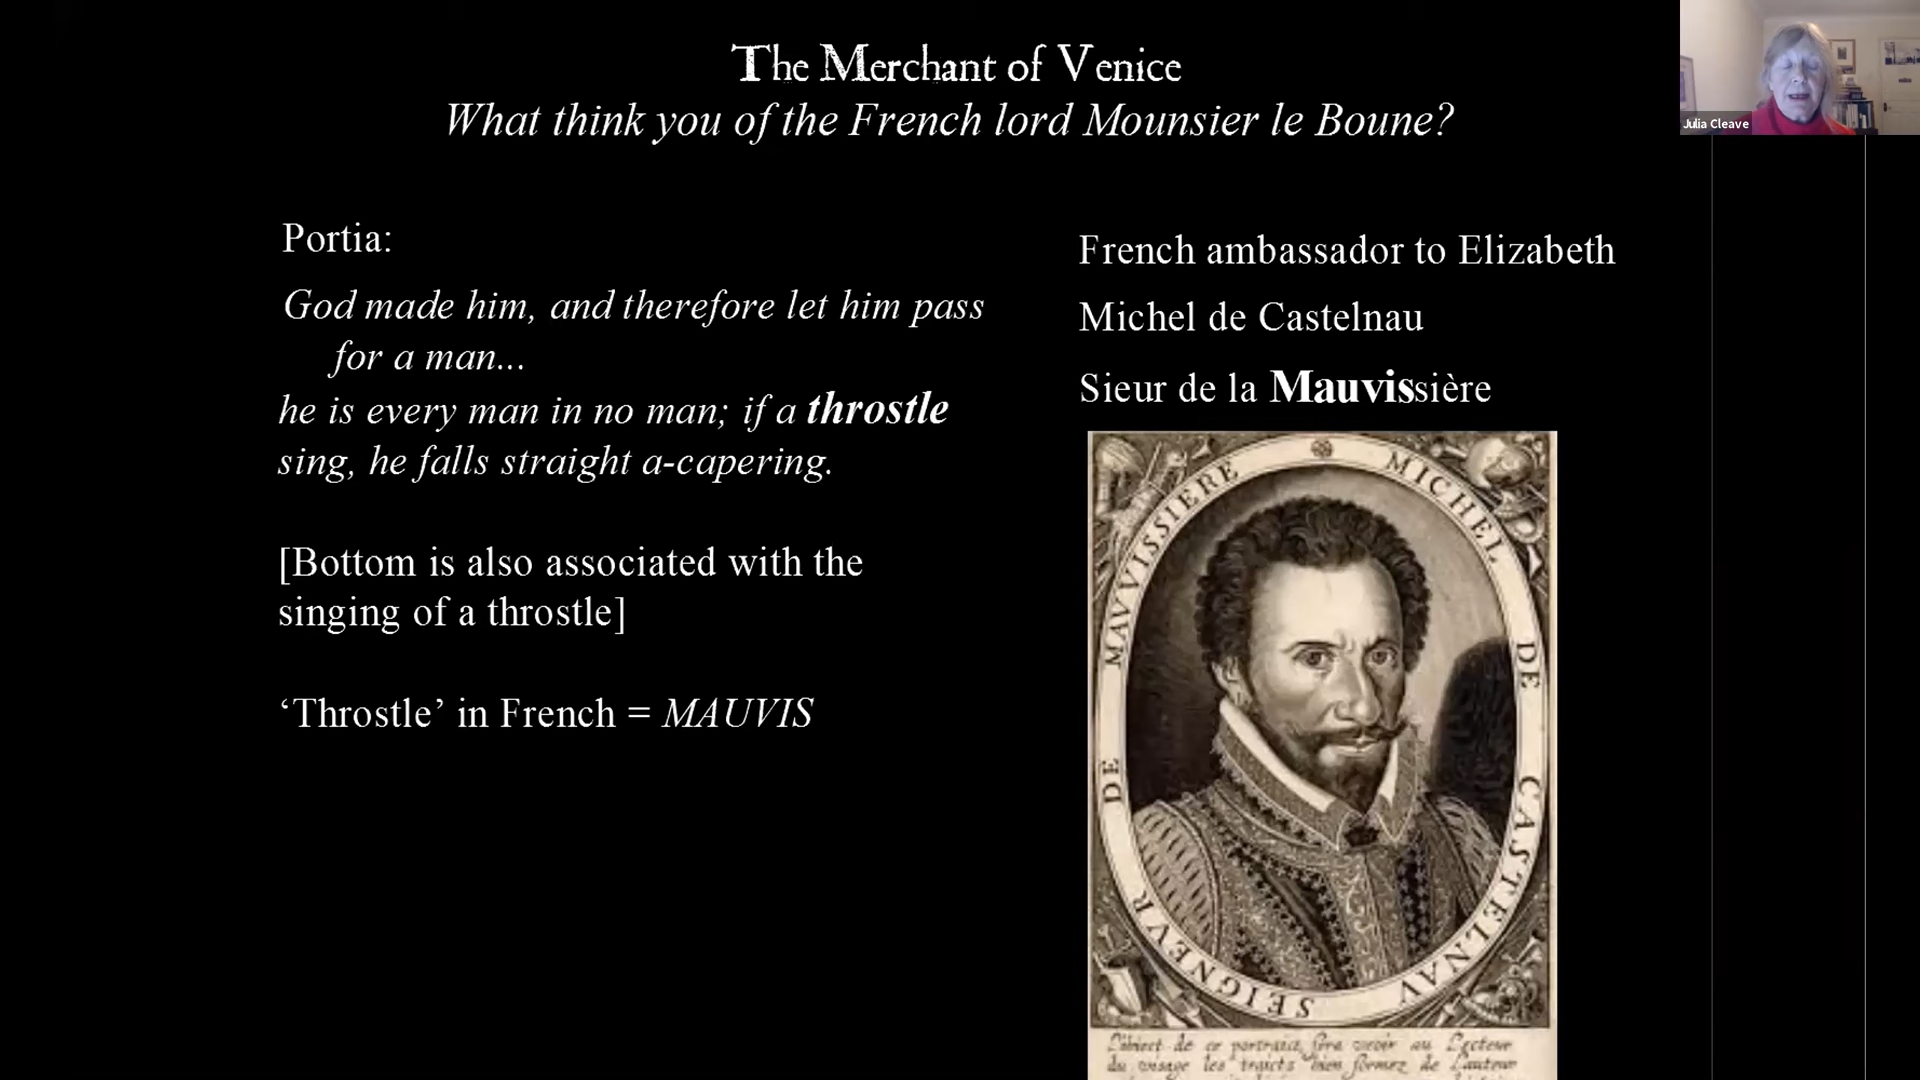 The Merchant of Venice
What think you of the French lord Mounsier le Boune?
Julia Cleave
Portia:
God made him, and therefore let him pass
for a man...
he is every man in no man; if a throstle
sing, he falls straight a-capering.
[Bottom is also associated with the
singing of a throstle]
‘Throstle’ in French = MAUVIS
French ambassador to Elizabeth
Michel de Castelnau
Sieur de la Mauvissière
MICHEL DE CASTELNAV SEIGNEVR DE MAVVISSIERE
L'obiect de ce portraict fera veoir au Lecteur
du visage les traicts bien formez de Lauteur